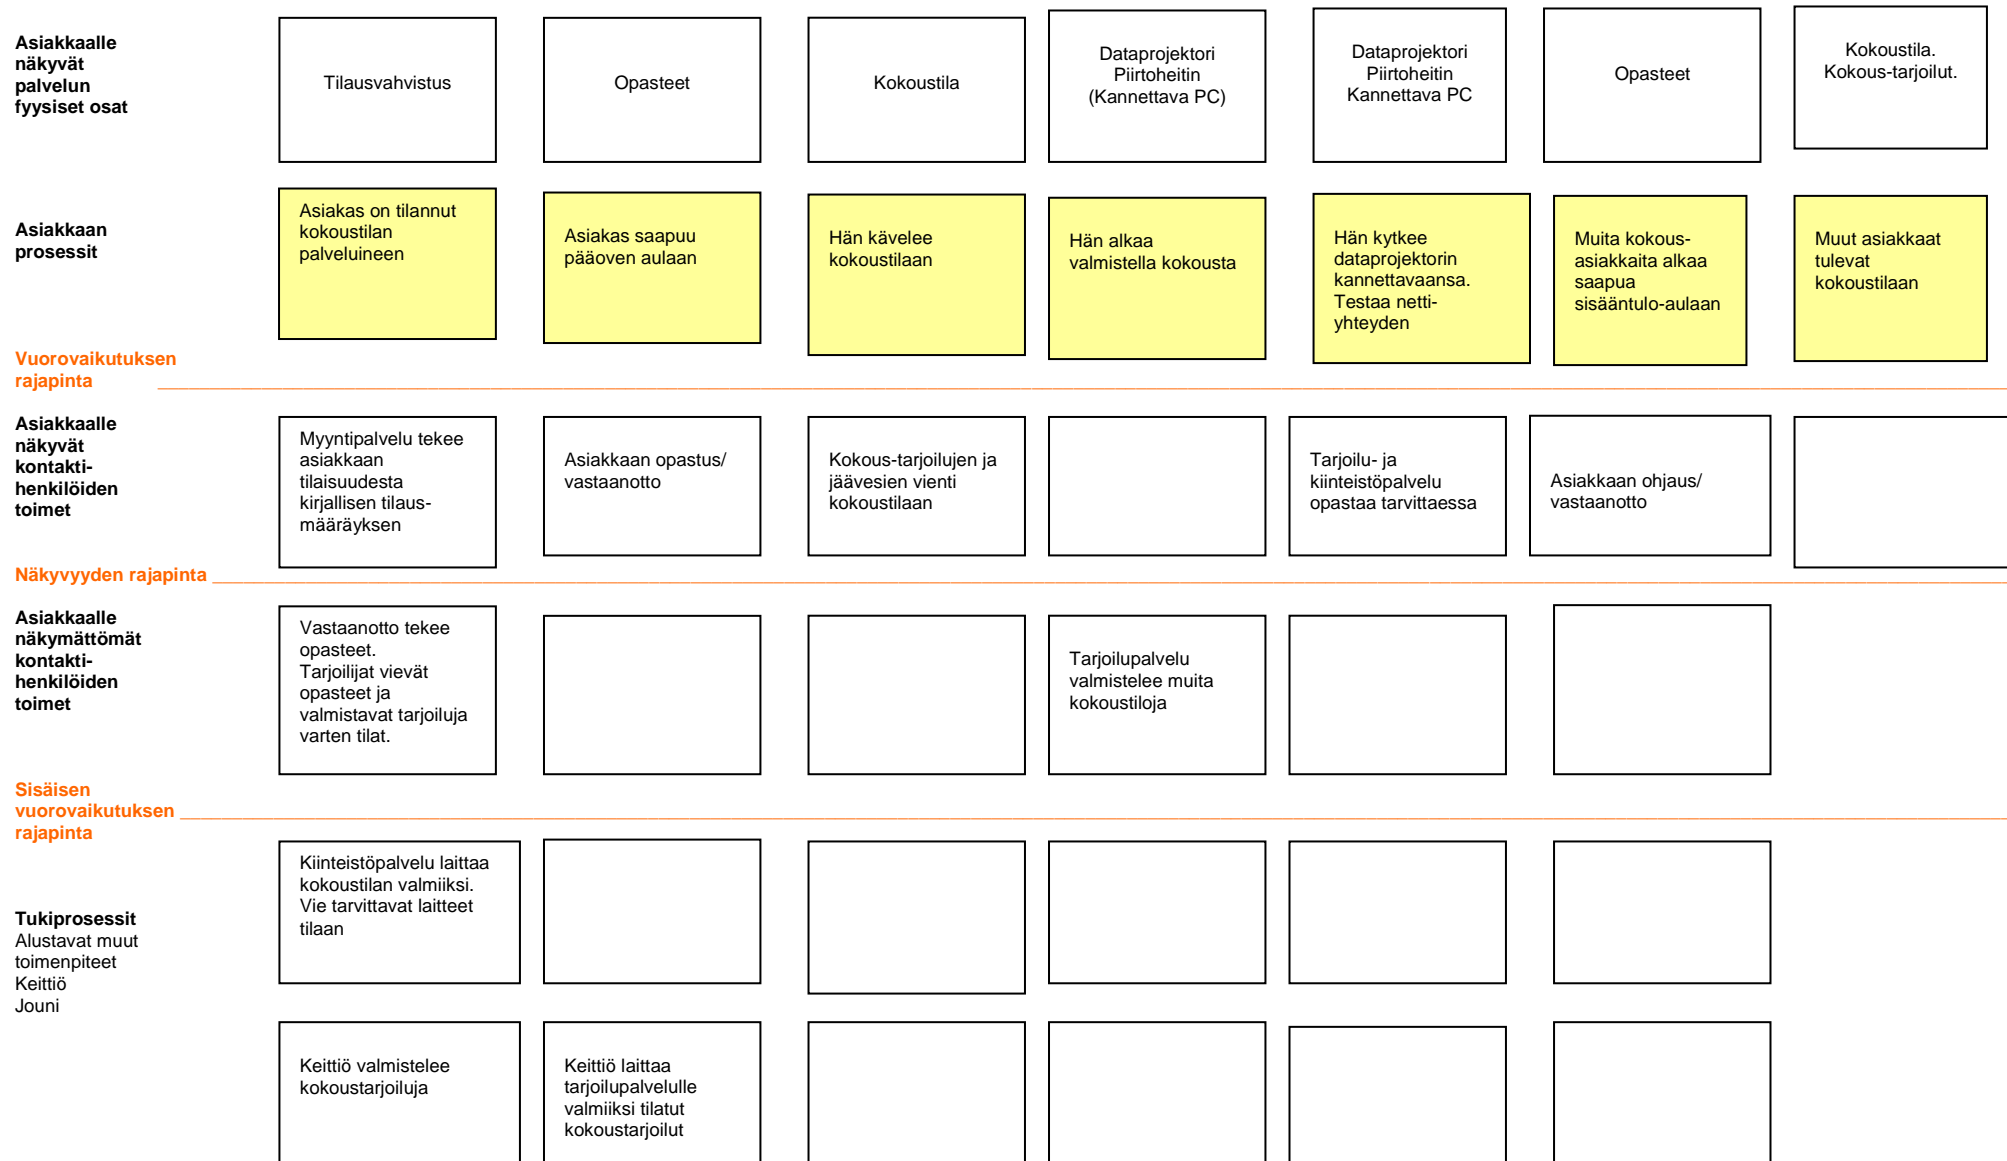 Asiakkaalle
näkyvät
palvelun
fyysiset osat
Tilausvahvistus
Opasteet
Kokoustila
Dataprojektori
Piirtoheitin
(Kannettava PC)
Dataprojektori
Piirtoheitin
Kannettava PC
Opasteet
Kokoustila.
Kokous-tarjoilut.
Asiakkaan
prosessit
Asiakas on tilannut
kokoustilan
palveluineen
Asiakas saapuu
pääoven aulaan
Hän kävelee
kokoustilaan
Hän alkaa
valmistella kokousta
Hän kytkee
dataprojektorin
kannettavaansa.
Testaa netti-
yhteyden
Muita kokous-
asiakkaita alkaa
saapua
sisääntulo-aulaan
Muut asiakkaat
tulevat
kokoustilaan
Vuorovaikutuksen
rajapinta
Asiakkaalle
näkyvät
kontakti-
henkilöiden
toimet
Myyntipalvelu tekee
asiakkaan
tilaisuudesta
kirjallisen tilaus-
määräyksen
Asiakkaan opastus/
vastaanotto
Kokous-tarjoilujen ja
jäävesien vienti
kokoustilaan
Tarjoilu- ja
kiinteistöpalvelu
opastaa tarvittaessa
Asiakkaan ohjaus/
vastaanotto
Näkyvyyden rajapinta
Asiakkaalle
näkymättömät
kontakti-
henkilöiden
toimet
Vastaanotto tekee
opasteet.
Tarjoilijat vievät
opasteet ja
valmistavat tarjoiluja
varten tilat.
Tarjoilupalvelu
valmistelee muita
kokoustiloja
Sisäisen
vuorovaikutuksen
rajapinta
Tukiprosessit
Alustavat muut
toimenpiteet
Keittiö
Jouni
Kiinteistöpalvelu laittaa
kokoustilan valmiiksi.
Vie tarvittavat laitteet
tilaan
Keittiö valmistelee
kokoustarjoiluja
Keittiö laittaa
tarjoilupalvelulle
valmiiksi tilatut
kokoustarjoilut